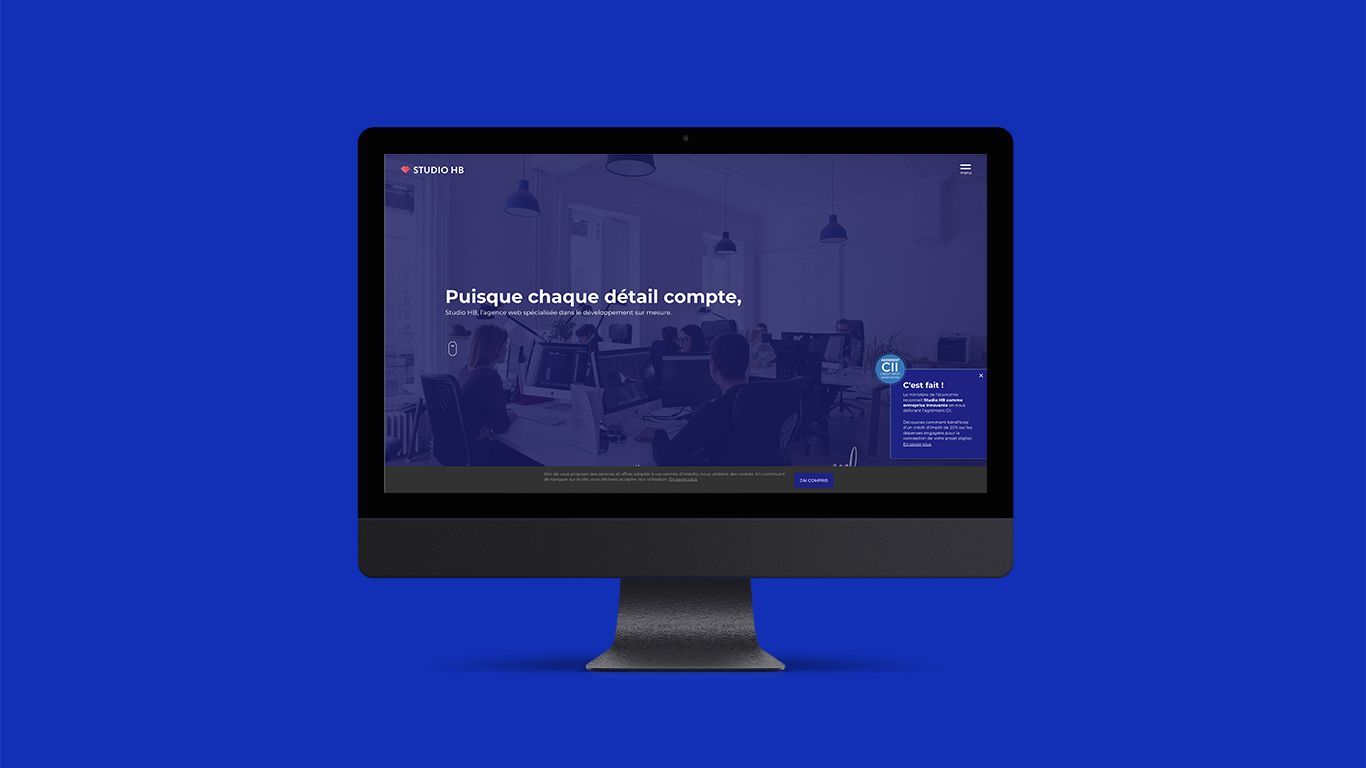 STUDIO HB
menu
Puisque chaque détail compte,
Studio HB, l'agence web spécialisée dans le développement sur mesure.
AGRÉMENT
CII
CRÉDIT IMPÔT
INNOVATION
C'est fait !
Le ministère de l'économie
reconnait Studio HB comme
entreprise innovante en nous
délivrant l'agrément CII.
Découvrez comment bénéficiez
d'un crédit d'impôt de 20% sur les
dépenses engagées pour la
conception de votre projet digital.
En savoir plus
Afin de vous proposer des services et offres adaptés à vos centres d'intérêts, nous utilisons des cookies. En continuant
de naviguer sur le site, vous déclarez accepter leur utilisation. En savoir plus
J'AI COMPRIS